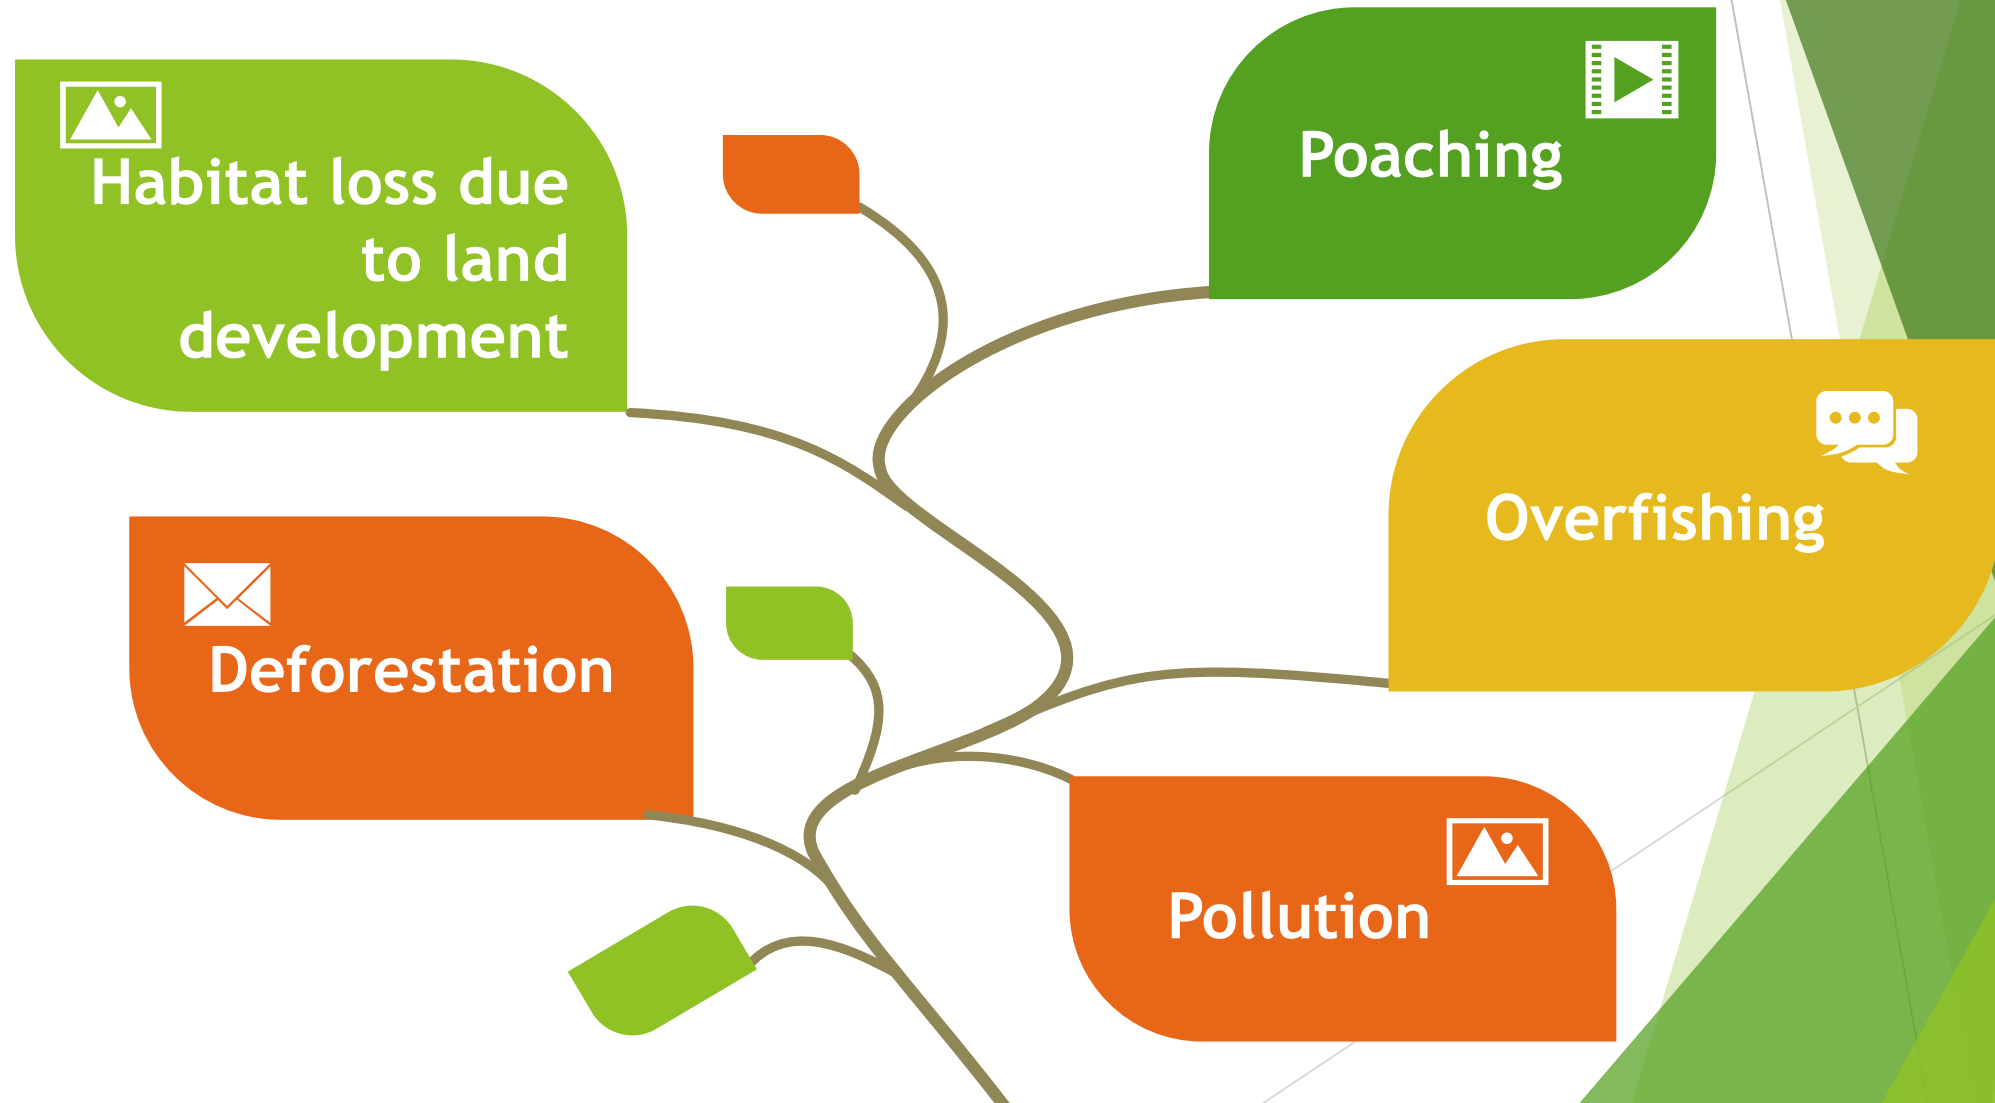 Habitat loss due
to land
development
Poaching
Overfishing
Deforestation
Pollution